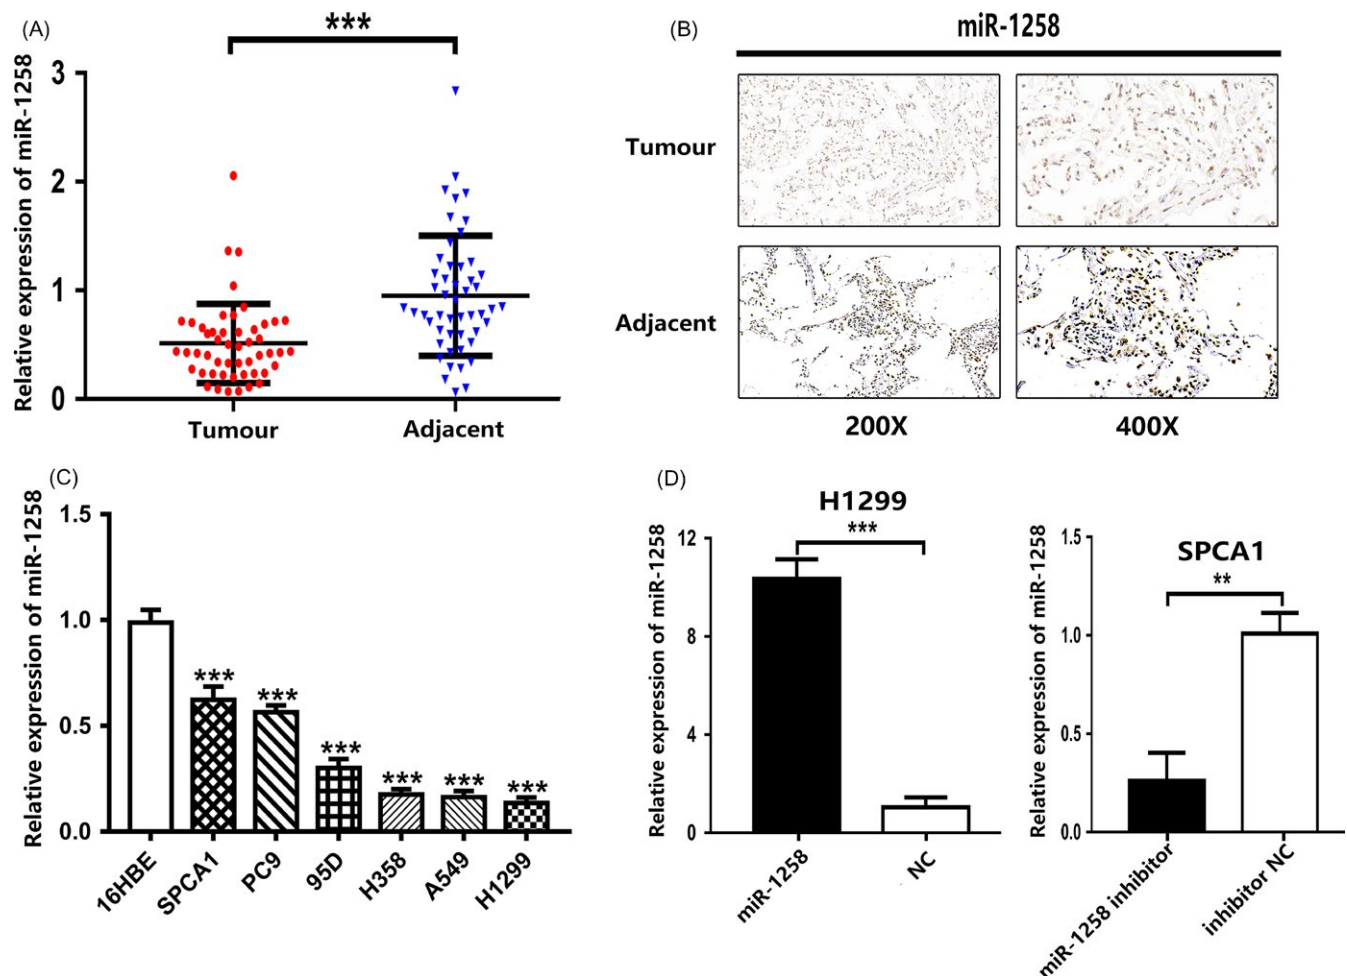 (A)
***
Relative expression of miR-1258
3
2
1
0
Tumour
Adjacent
(B)
miR-1258
Tumour
Adjacent
200X
400X
(C)
Relative expression of miR-1258
1.5
1.0
0.5
0.0
***
***
***
***
***
***
16HBE
SPCA1
PC9
95D
H358
A549
H1299
(D)
H1299
***
Relative expression of miR-1258
12
8
4
0
miR-1258
NC
SPCA1
**
Relative expression of miR-1258
1.5
1.0
0.5
0.0
miR-1258 inhibitor
inhibitor NC